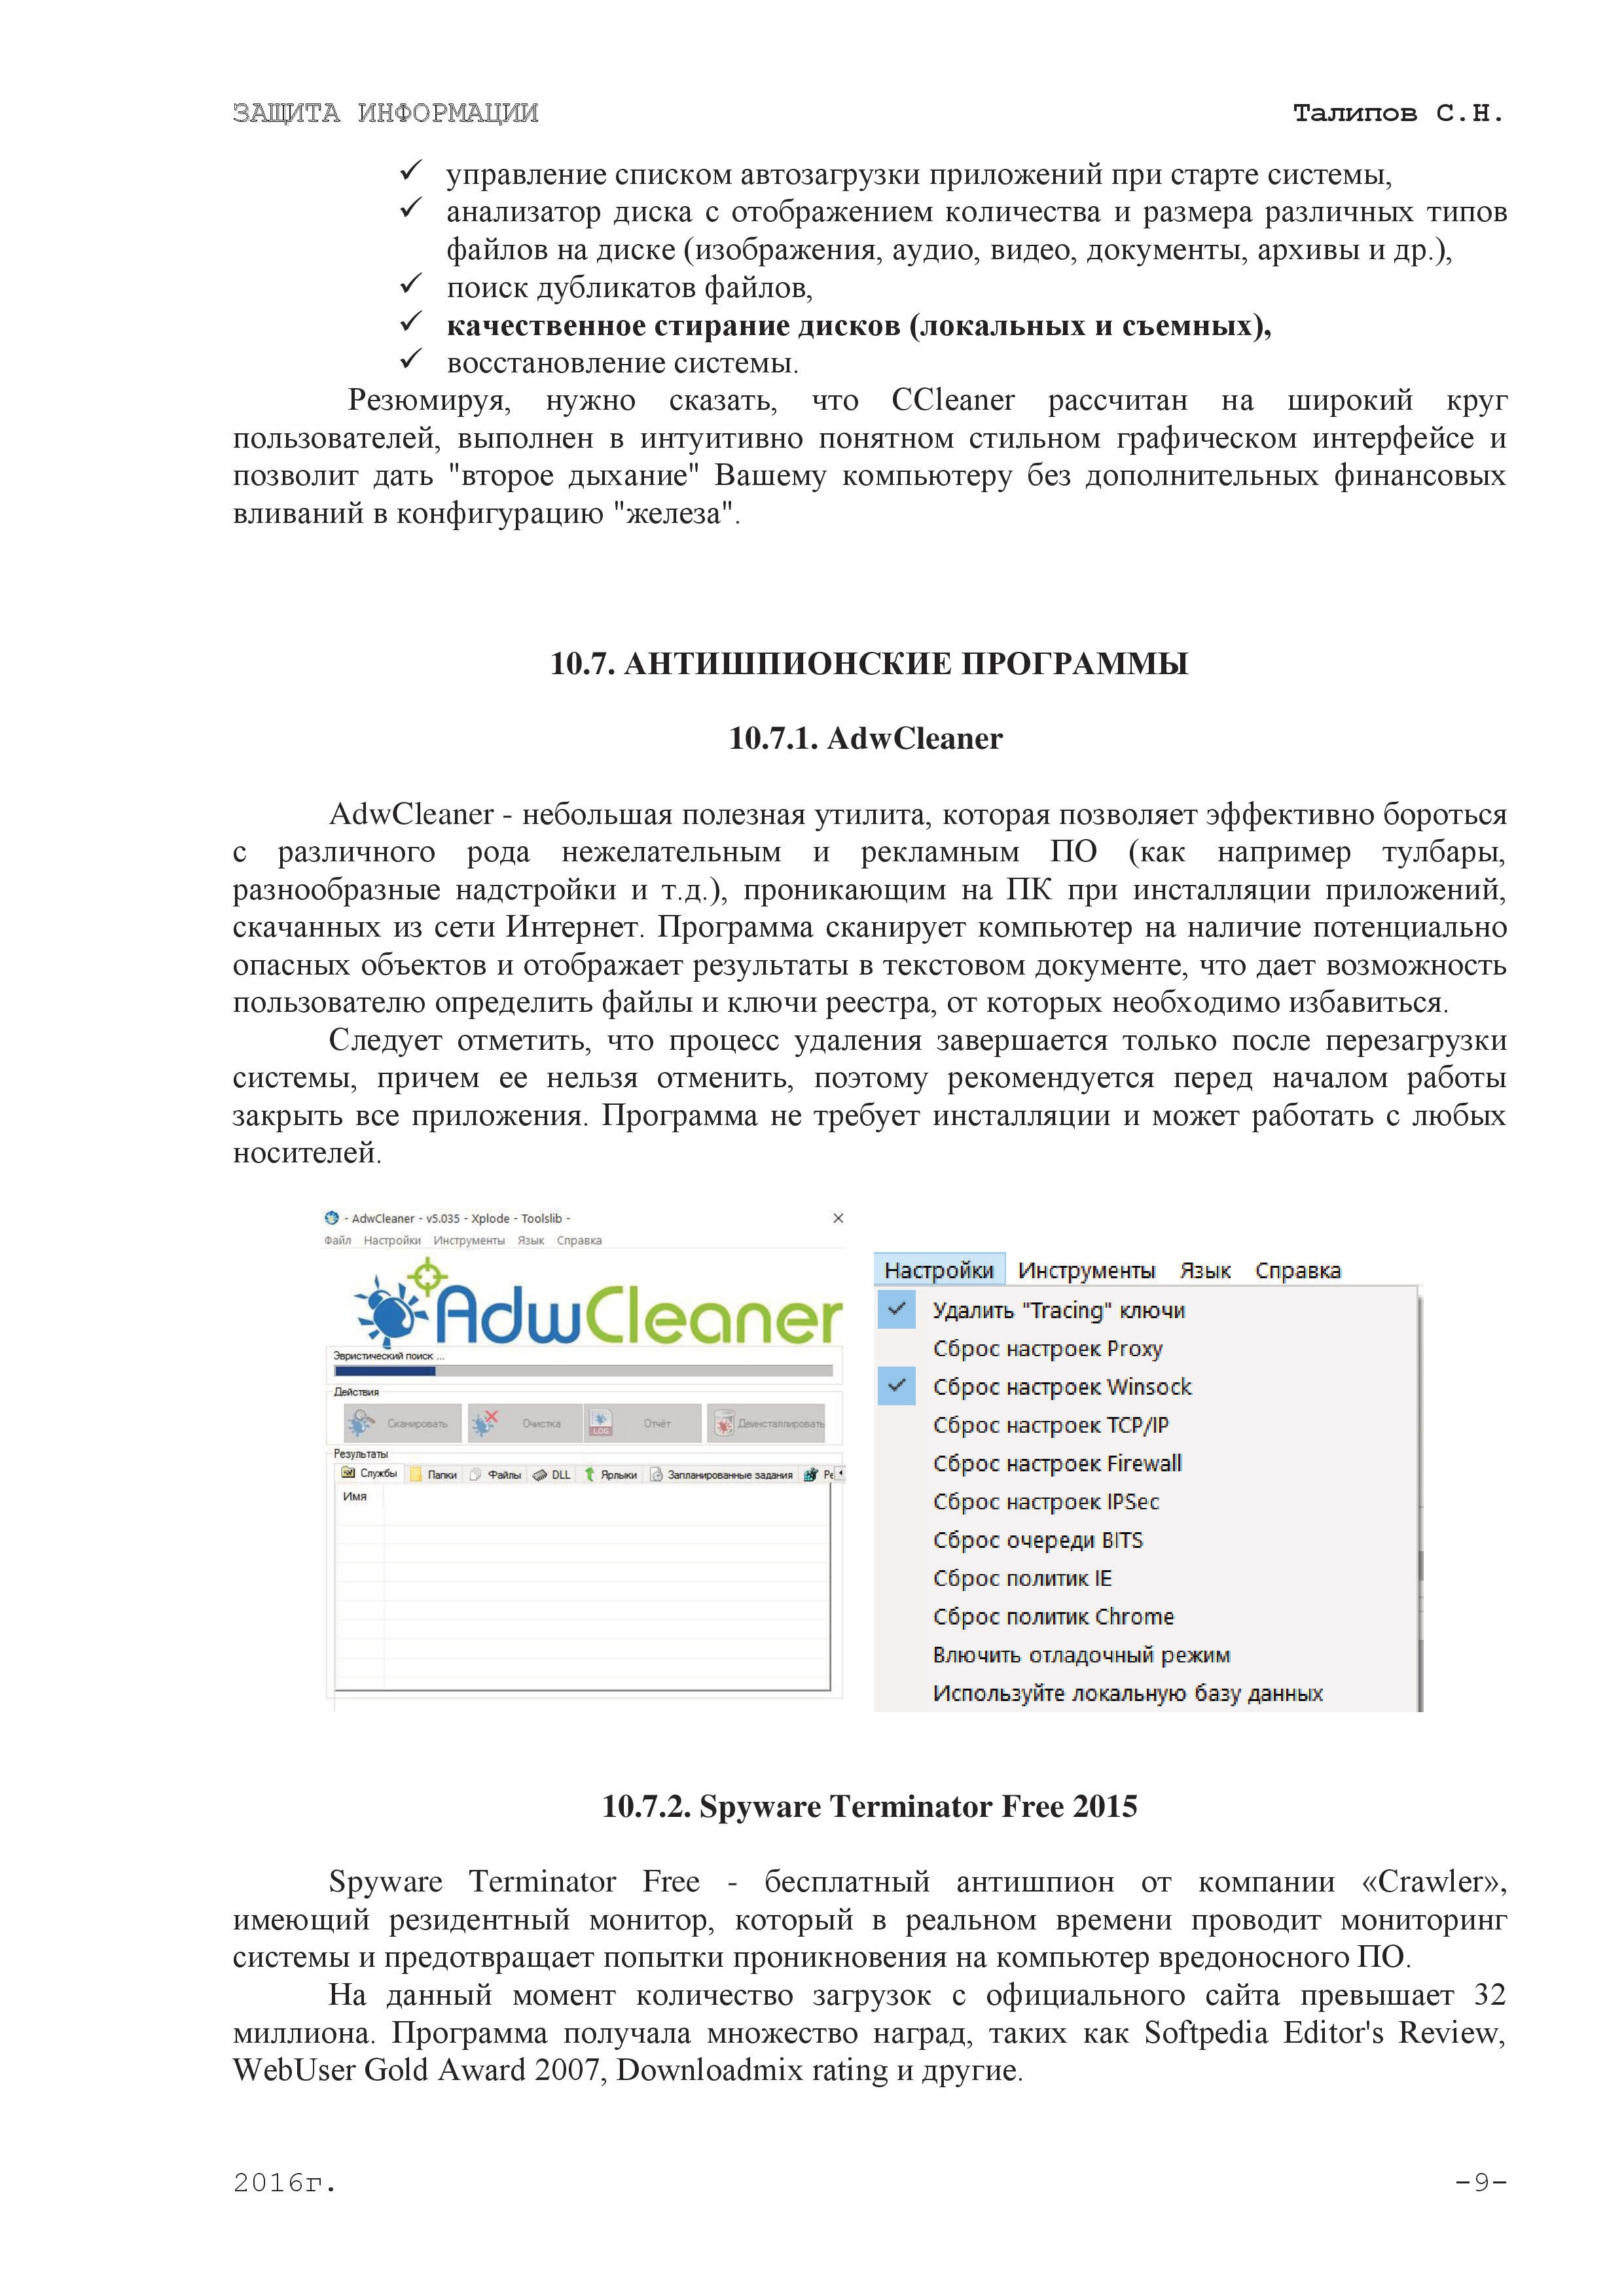 ЗАЩИТА ИНФОРМАЦИИ Талипов С.Н.
✓ управление списком автозагрузки приложений при старте системы,
✓ анализатор диска с отображением количества и размера различных типов
файлов на диске (изображения, аудио, видео, документы, архивы и др.),
✓ поиск дубликатов файлов,
✓ качественное стирание дисков (локальных и съемных),
✓ восстановление системы.
Резюмируя, нужно сказать, что CCleaner рассчитан на широкий круг
пользователей, выполнен в интуитивно понятном стильном графическом интерфейсе и
позволит дать "второе дыхание" Вашему компьютеру без дополнительных финансовых
вливаний в конфигурацию "железа".
10.7. АНТИШПИОНСКИЕ ПРОГРАММЫ
10.7.1. AdwCleaner
AdwCleaner - небольшая полезная утилита, которая позволяет эффективно бороться
с различного рода нежелательным и рекламным ПО (как например тулбары,
разнообразные надстройки и т.д.), проникающим на ПК при инсталляции приложений,
скачанных из сети Интернет. Программа сканирует компьютер на наличие потенциально
опасных объектов и отображает результаты в текстовом документе, что дает возможность
пользователю определить файлы и ключи реестра, от которых необходимо избавиться.
Следует отметить, что процесс удаления завершается только после перезагрузки
системы, причем ее нельзя отменить, поэтому рекомендуется перед началом работы
закрыть все приложения. Программа не требует инсталляции и может работать с любых
носителей.
- AdwCleaner - v5.035 - Xplode - Toolslib -
Файл Настройки Инструменты Язык Справка
AdwCleaner
Эвристический поиск ...
Действия
Сканировать Очистка LOG Отчёт Деинсталлировать
Результаты
Службы Папки Файлы DLL Ярлыки Запланированные задания Ре
Имя
Настройки Инструменты Язык Справка
Удалить "Tracing" ключи
Сброс настроек Proxy
Сброс настроек Winsock
Сброс настроек TCP/IP
Сброс настроек Firewall
Сброс настроек IPSec
Сброс очереди BITS
Сброс политик IE
Сброс политик Chrome
Влючить отладочный режим
Используйте локальную базу данных
10.7.2. Spyware Terminator Free 2015
Spyware Terminator Free - бесплатный антишпион от компании «Crawler»,
имеющий резидентный монитор, который в реальном времени проводит мониторинг
системы и предотвращает попытки проникновения на компьютер вредоносного ПО.
На данный момент количество загрузок с официального сайта превышает 32
миллиона. Программа получала множество наград, таких как Softpedia Editor's Review,
WebUser Gold Award 2007, Downloadmix rating и другие.
2016г. -9-